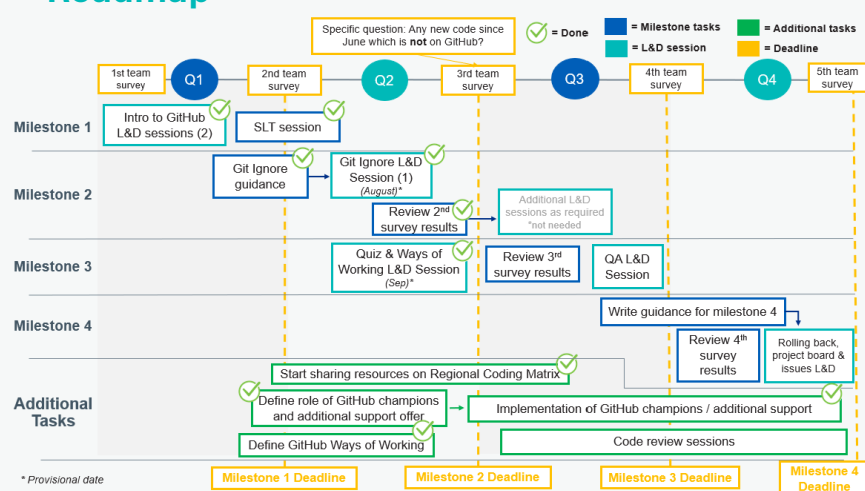 Roadmap
Specific question: Any new code since
June which is not on GitHub?
= Done
= Milestone tasks
= Additional tasks
= L&D session
= Deadline
1st team
survey
Q1
2nd team
survey
Q2
3rd team
survey
Q3
4th team
survey
Q4
5th team
survey
Milestone 1
Intro to GitHub
L&D sessions (2)
SLT session
Milestone 2
Git Ignore
guidance
Git Ignore L&D
Session (1)
(August)*
Review 2nd
survey results
Additional L&D
sessions as required
*not needed
Milestone 3
Quiz & Ways of
Working L&D Session
(Sep)*
Review 3rd
survey results
QA L&D
Session
Milestone 4
Write guidance for milestone 4
Review 4th
survey
results
Rolling back,
project board &
issues L&D
Additional
Tasks
Start sharing resources on Regional Coding Matrix
Define role of GitHub champions
and additional support offer
Implementation of GitHub champions / additional support
Define GitHub Ways of Working
Code review sessions
* Provisional date
Milestone 1 Deadline
Milestone 2 Deadline
Milestone 3 Deadline
Milestone 4
Deadline